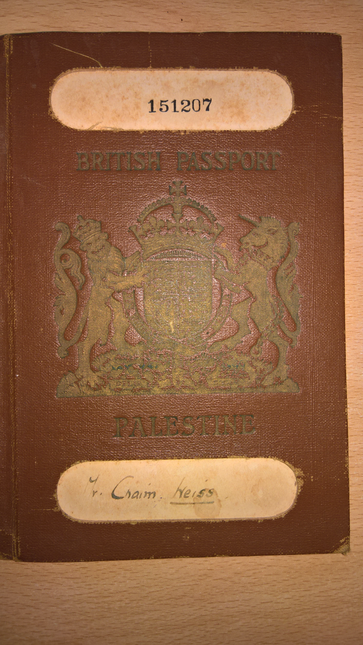 151207
BRITISH PASSPORT
PALESTINE
Y. Chaim. Weiss